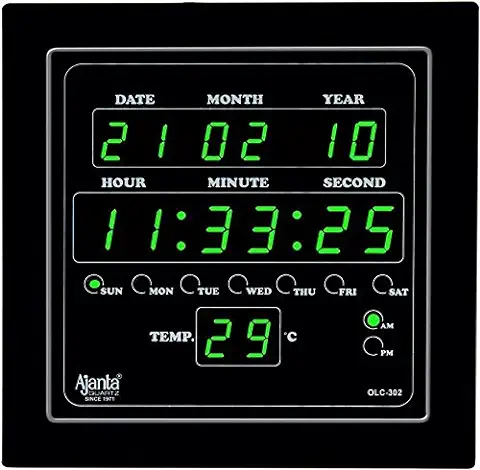 DATE MONTH YEAR
21 02 10
HOUR MINUTE SECOND
11:33:25
SUN MON TUE WED THU FRI SAT
AM
TEMP. 29 °C
PM
Ajanta®
QUARTZ
SINCE 1971
OLC-302